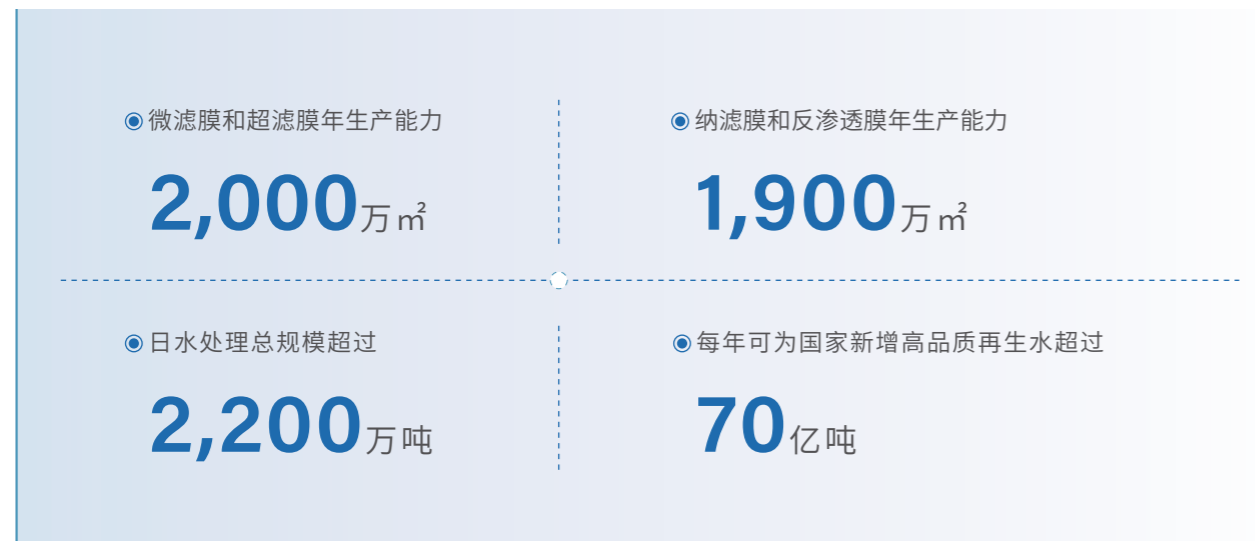 微滤膜和超滤膜年生产能力
2,000万㎡
纳滤膜和反渗透膜年生产能力
1,900万㎡
日水处理总规模超过
2,200万吨
每年可为国家新增高品质再生水超过
70亿吨